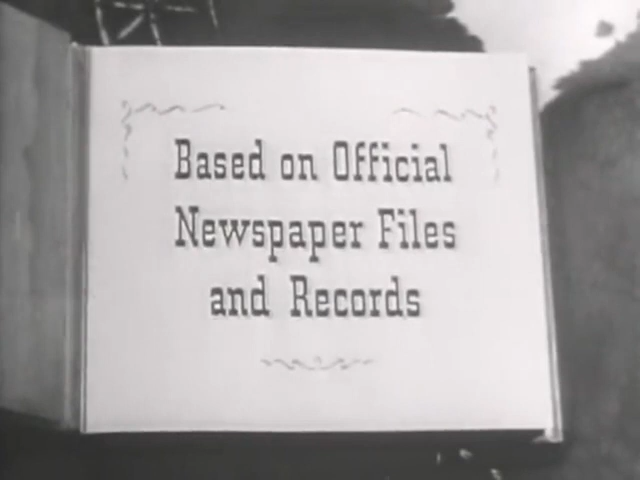 Based on Official
Newspaper Files
and Records